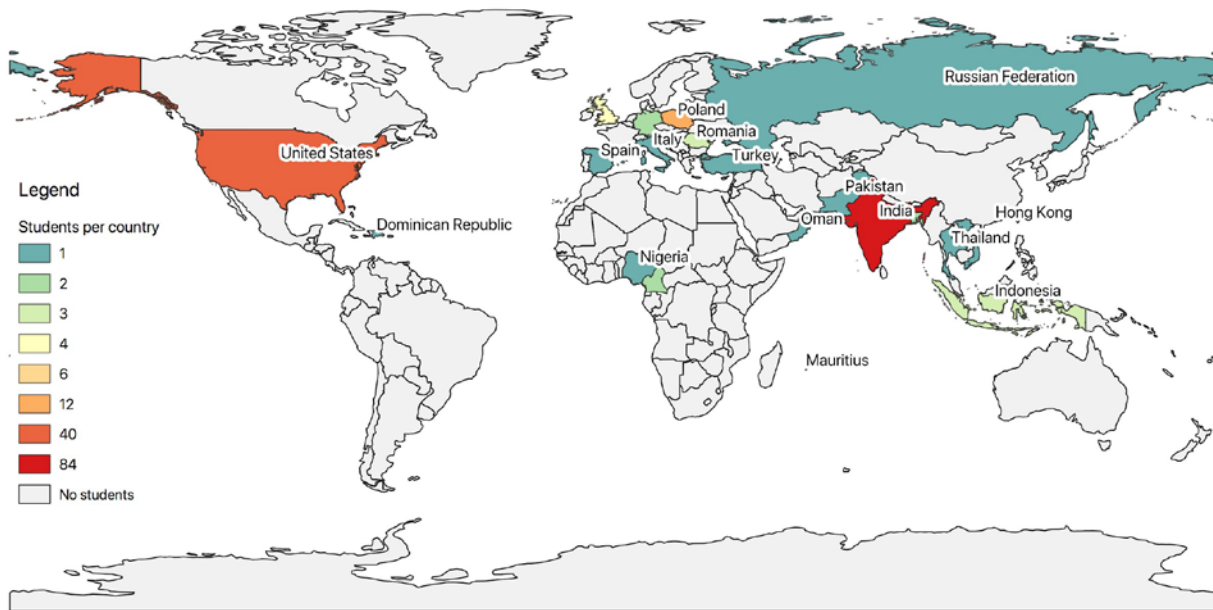 Russian Federation
Poland
Romania
Italy
Spain
Turkey
United States
Pakistan
India
Oman
Hong Kong
Thailand
Dominican Republic
Nigeria
Indonesia
Mauritius
Legend
Students per country
1
2
3
4
6
12
40
84
No students